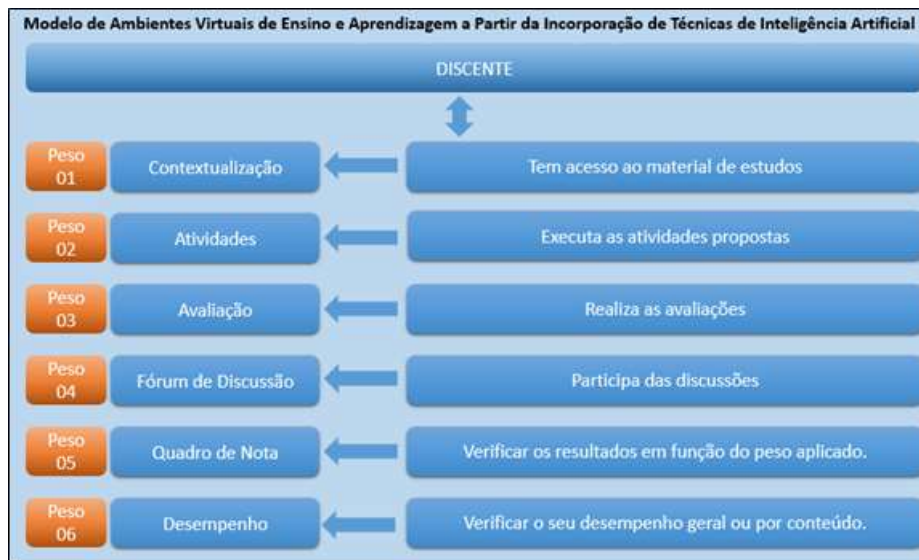 Modelo de Ambientes Virtuais de Ensino e Aprendizagem a Partir da Incorporação de Técnicas de Inteligência Artificial
DISCENTE
Peso 01
Contextualização
Tem acesso ao material de estudos
Peso 02
Atividades
Executa as atividades propostas
Peso 03
Avaliação
Realiza as avaliações
Peso 04
Fórum de Discussão
Participa das discussões
Peso 05
Quadro de Nota
Verificar os resultados em função do peso aplicado.
Peso 06
Desempenho
Verificar o seu desempenho geral ou por conteúdo.